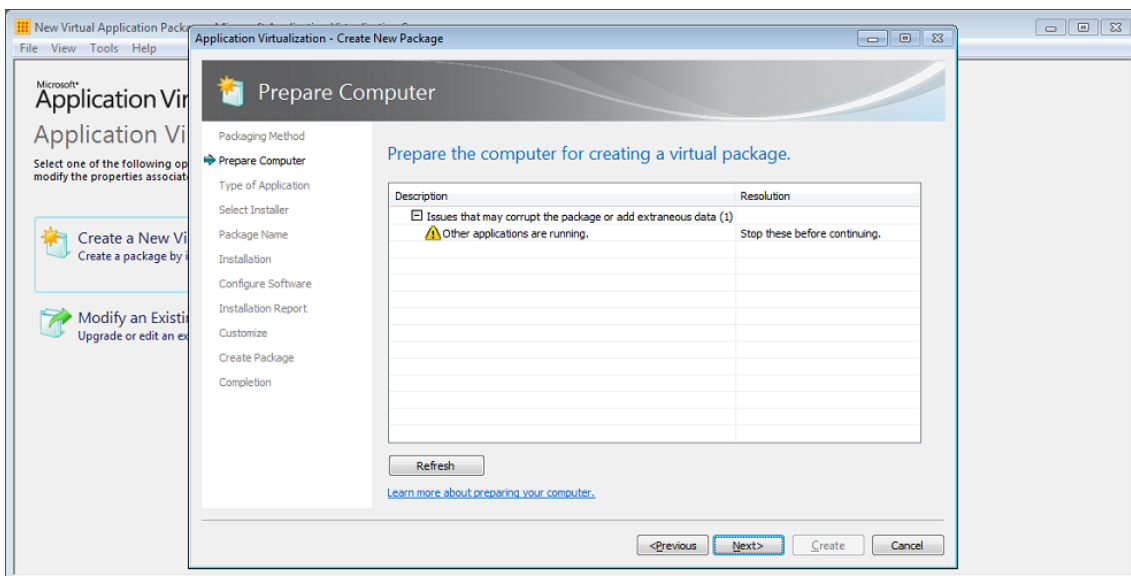 New Virtual Application Packa
File View Tools Help
Microsoft
Application Vir
Application Vi
Select one of the following op
modify the properties associat
Create a New Vi
Create a package by i
Modify an Existi
Upgrade or edit an ex
Application Virtualization - Create New Package
Prepare Computer
Packaging Method
Prepare Computer
Type of Application
Select Installer
Package Name
Installation
Configure Software
Installation Report
Customize
Create Package
Completion
Prepare the computer for creating a virtual package.
Description Resolution
Issues that may corrupt the package or add extraneous data (1)
Other applications are running. Stop these before continuing.
Refresh
Learn more about preparing your computer.
<Previous Next> Create Cancel